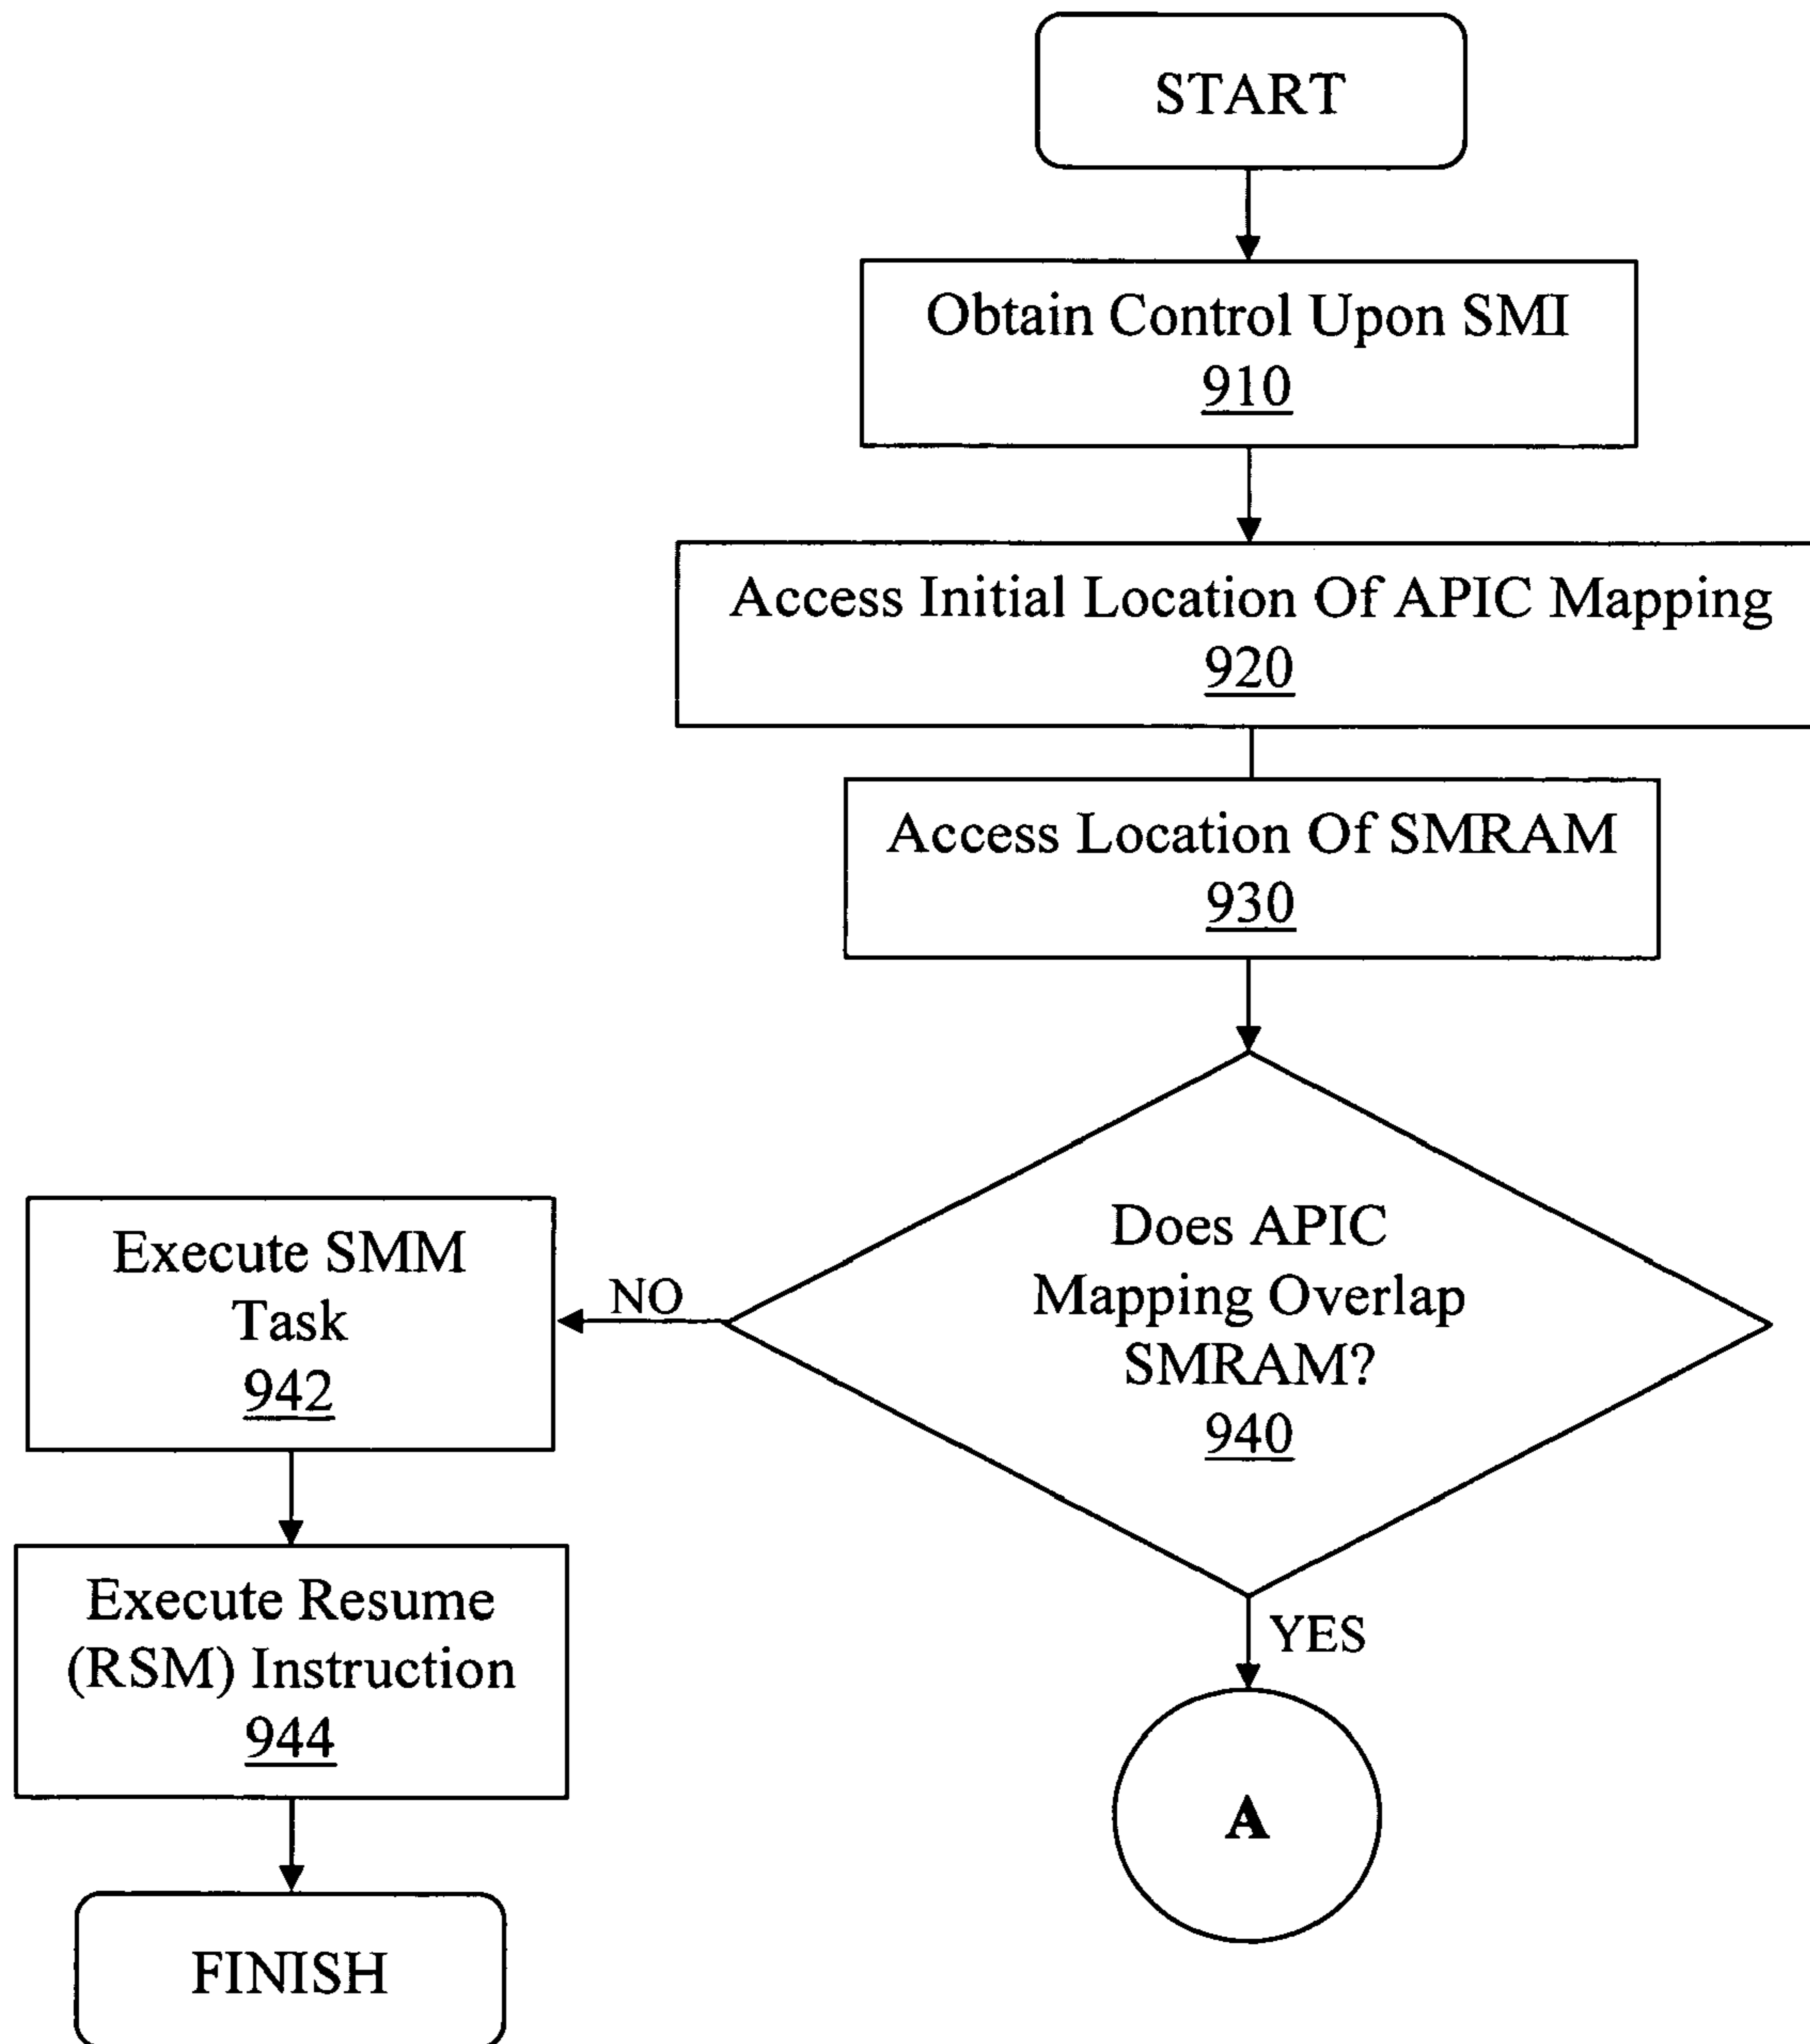 START
Obtain Control Upon SMI
910
Access Initial Location Of APIC Mapping
920
Access Location Of SMRAM
930
Does APIC
Mapping Overlap
SMRAM?
940
NO
Execute SMM
Task
942
Execute Resume
(RSM) Instruction
944
FINISH
YES
A